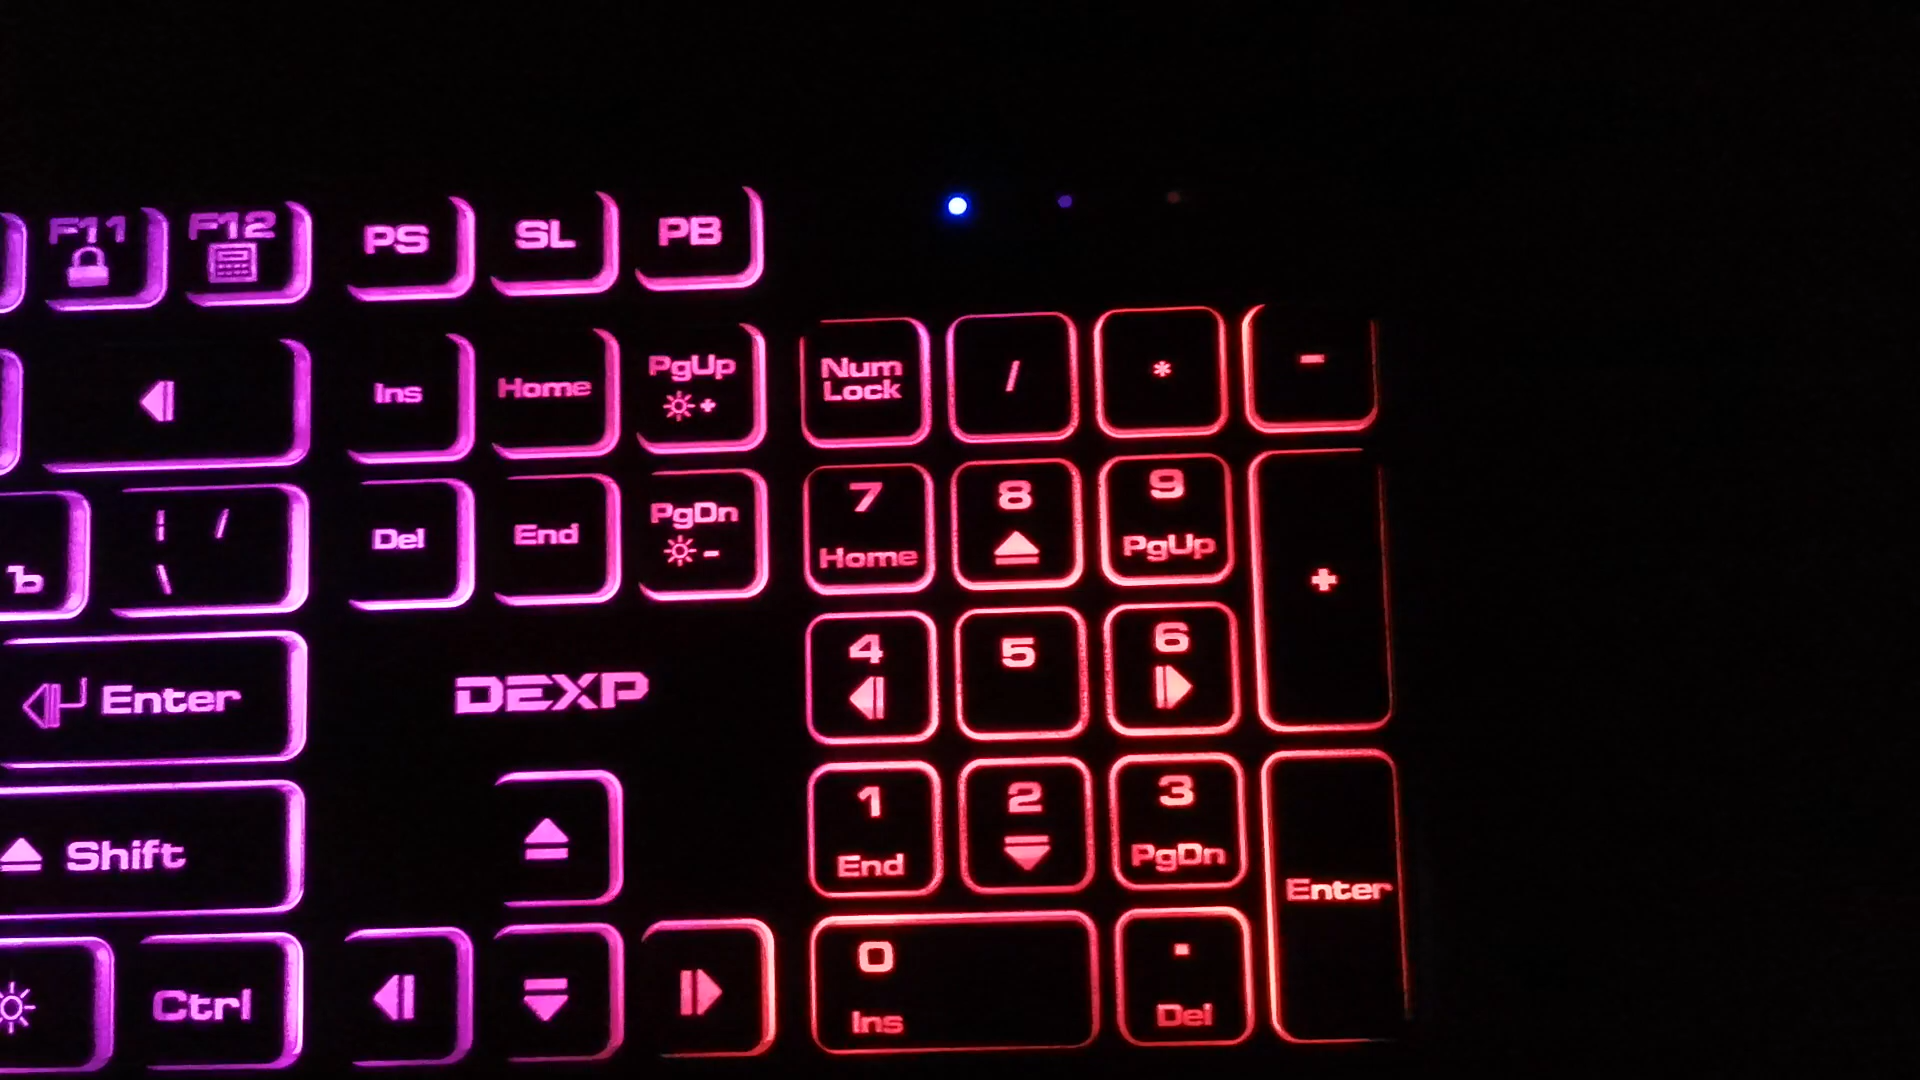 F11 F12 PS SL PB
Ins Home PgUp
+
Num
Lock
/ * -
¦ /
\
Ъ
Del End PgDn
-
7 8 9
Home PgUp
+
Enter
DEXP
4 5 6
Shift
1 2 3
End PgDn
Enter
Ctrl
0 .
Ins Del